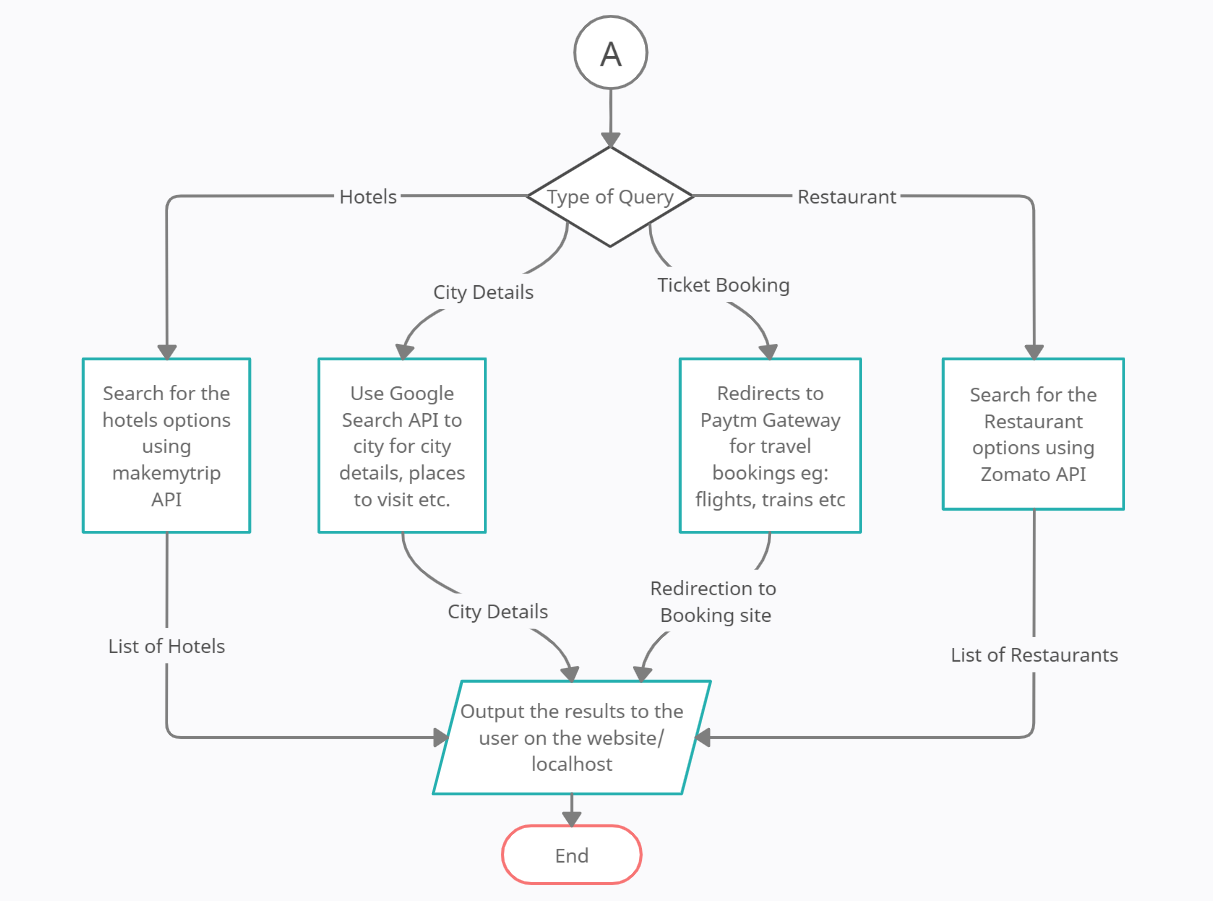 A
Type of Query
Hotels
Restaurant
City Details
Ticket Booking
Search for the
hotels options
using
makemytrip
API
Use Google
Search API to
city for city
details, places
to visit etc.
Redirects to
Paytm Gateway
for travel
bookings eg:
flights, trains etc
Search for the
Restaurant
options using
Zomato API
List of Hotels
City Details
Redirection to
Booking site
List of Restaurants
Output the results to the
user on the website/
localhost
End